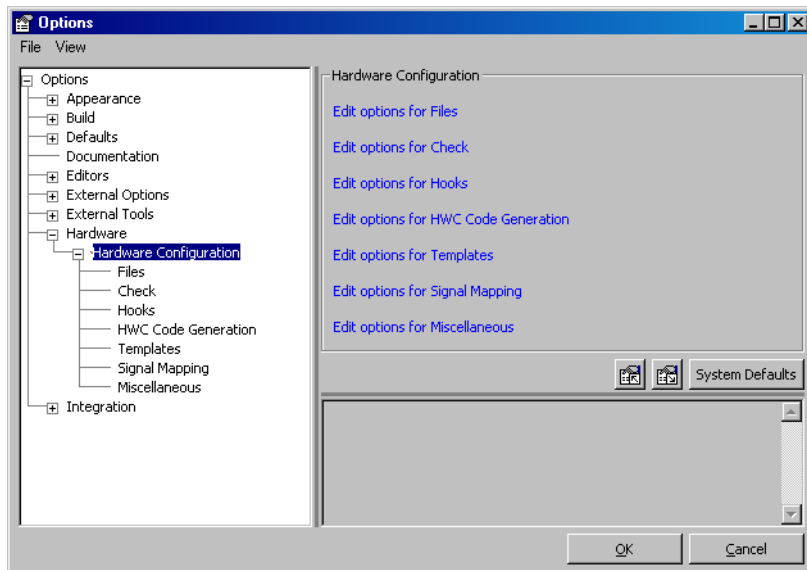 Options
File View
Options
Appearance
Build
Defaults
Documentation
Editors
External Options
External Tools
Hardware
Hardware Configuration
Files
Check
Hooks
HWC Code Generation
Templates
Signal Mapping
Miscellaneous
Integration
Hardware Configuration
Edit options for Files
Edit options for Check
Edit options for Hooks
Edit options for HWC Code Generation
Edit options for Templates
Edit options for Signal Mapping
Edit options for Miscellaneous
System Defaults
OK Cancel